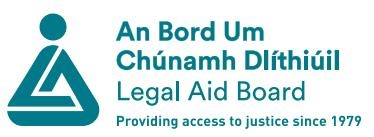 An Bord Um
Chúnamh Dlíthiúil
Legal Aid Board
Providing access to justice since 1979